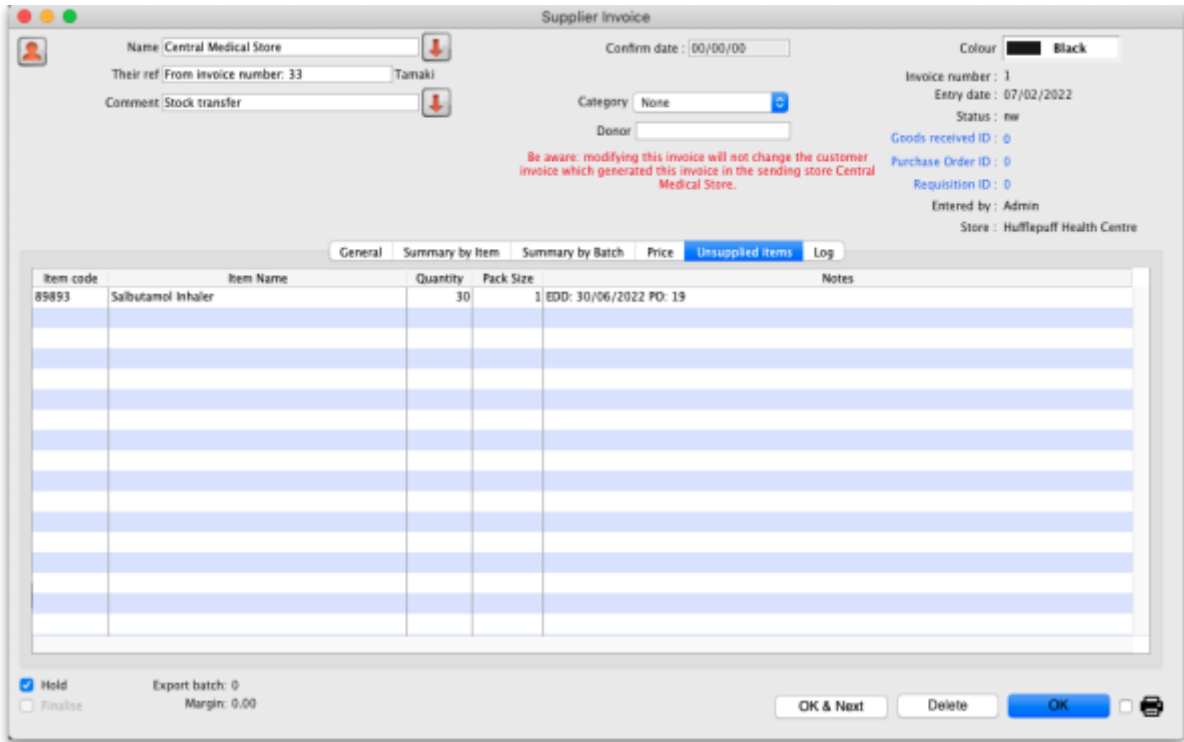 Supplier Invoice
Name Central Medical Store
Confirm date : 00/00/00
Colour Black
Their ref From invoice number: 33 Tamaki
Invoice number : 1
Comment Stock transfer
Category None
Entry date : 07/02/2022
Status : nw
Donor
Goods received ID : 0
Be aware: modifying this invoice will not change the customer
invoice which generated this invoice in the sending store Central
Medical Store.
Purchase Order ID : 0
Requisition ID : 0
Entered by : Admin
Store : Hufflepuff Health Centre
General Summary by Item Summary by Batch Price Unsupplied Items Log
Item code Item Name Quantity Pack Size Notes
89893 Salbutamol Inhaler 30 1 EDD: 30/06/2022 PO: 19
Hold Export batch: 0
Finalise Margin: 0.00
OK & Next Delete OK